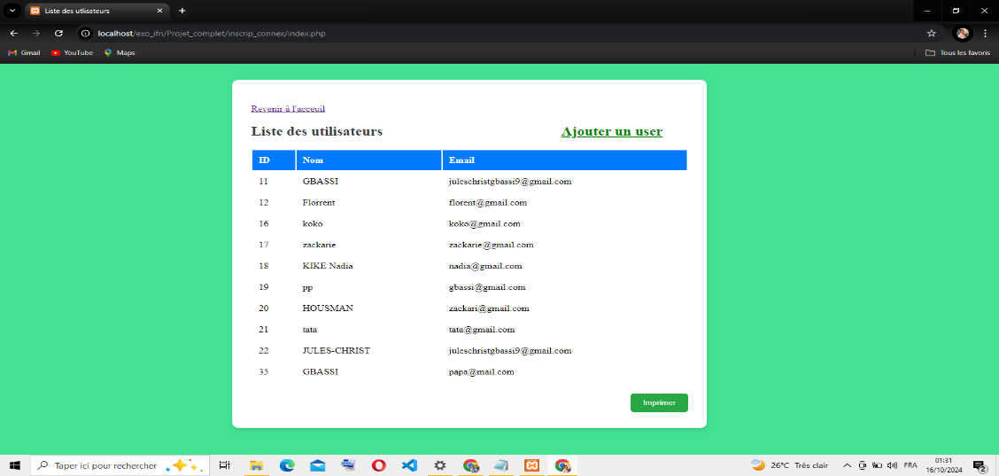 Liste des utlisateurs
localhost/exo_ifri/Projet_complet/inscrip_connex/index.php
Gmail YouTube Maps Tous les favoris
Revenir à l'acceuil
Liste des utilisateurs Ajouter un user
ID Nom Email
11 GBASSI juleschristgbassi9@gmail.com
12 Florrent florent@gmail.com
16 koko koko@gmail.com
17 zackarie zackarie@gmail.com
18 KIKE Nadia nadia@gmail.com
19 pp gbassi@gmail.com
20 HOUSMAN zackari@gmail.com
21 tata tata@gmail.com
22 JULES-CHRIST juleschristgbassi9@gmail.com
35 GBASSI papa@mail.com
Imprimer
Taper ici pour rechercher 26°C Très clair FRA 01:31
16/10/2024 2